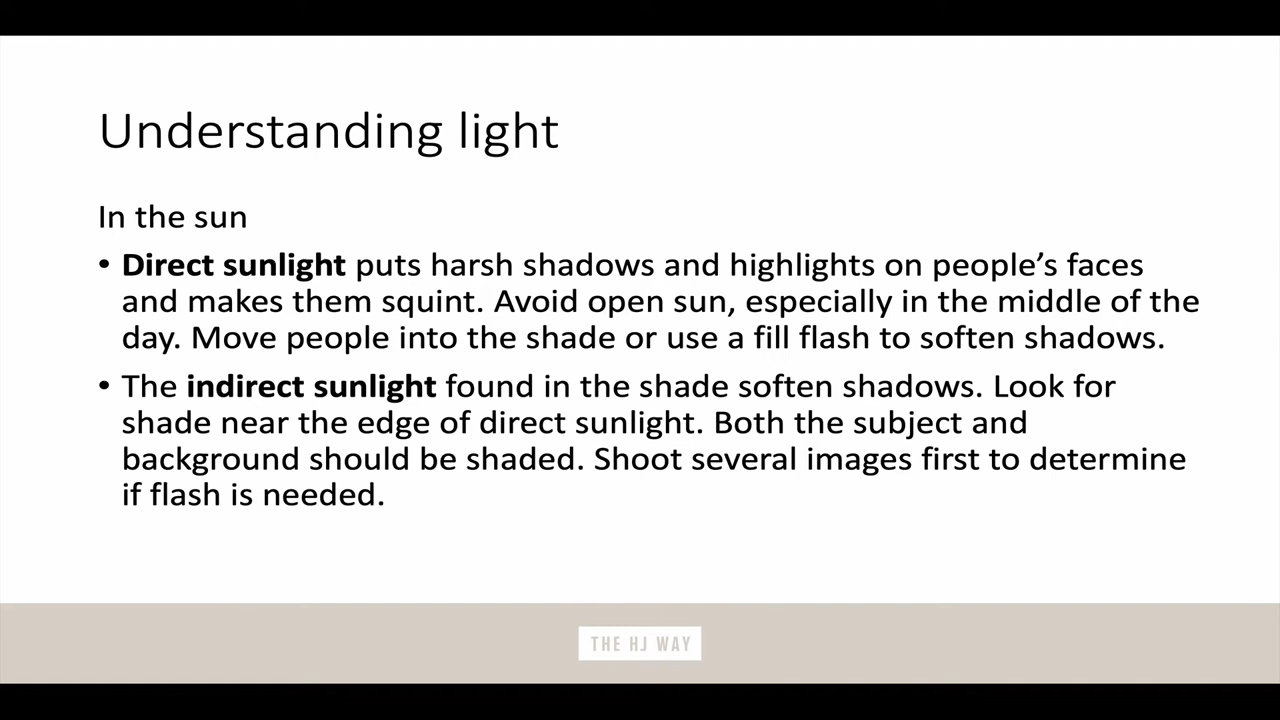 Understanding light
In the sun
• Direct sunlight puts harsh shadows and highlights on people’s faces
and makes them squint. Avoid open sun, especially in the middle of the
day. Move people into the shade or use a fill flash to soften shadows.
• The indirect sunlight found in the shade soften shadows. Look for
shade near the edge of direct sunlight. Both the subject and
background should be shaded. Shoot several images first to determine
if flash is needed.
THE HJ WAY